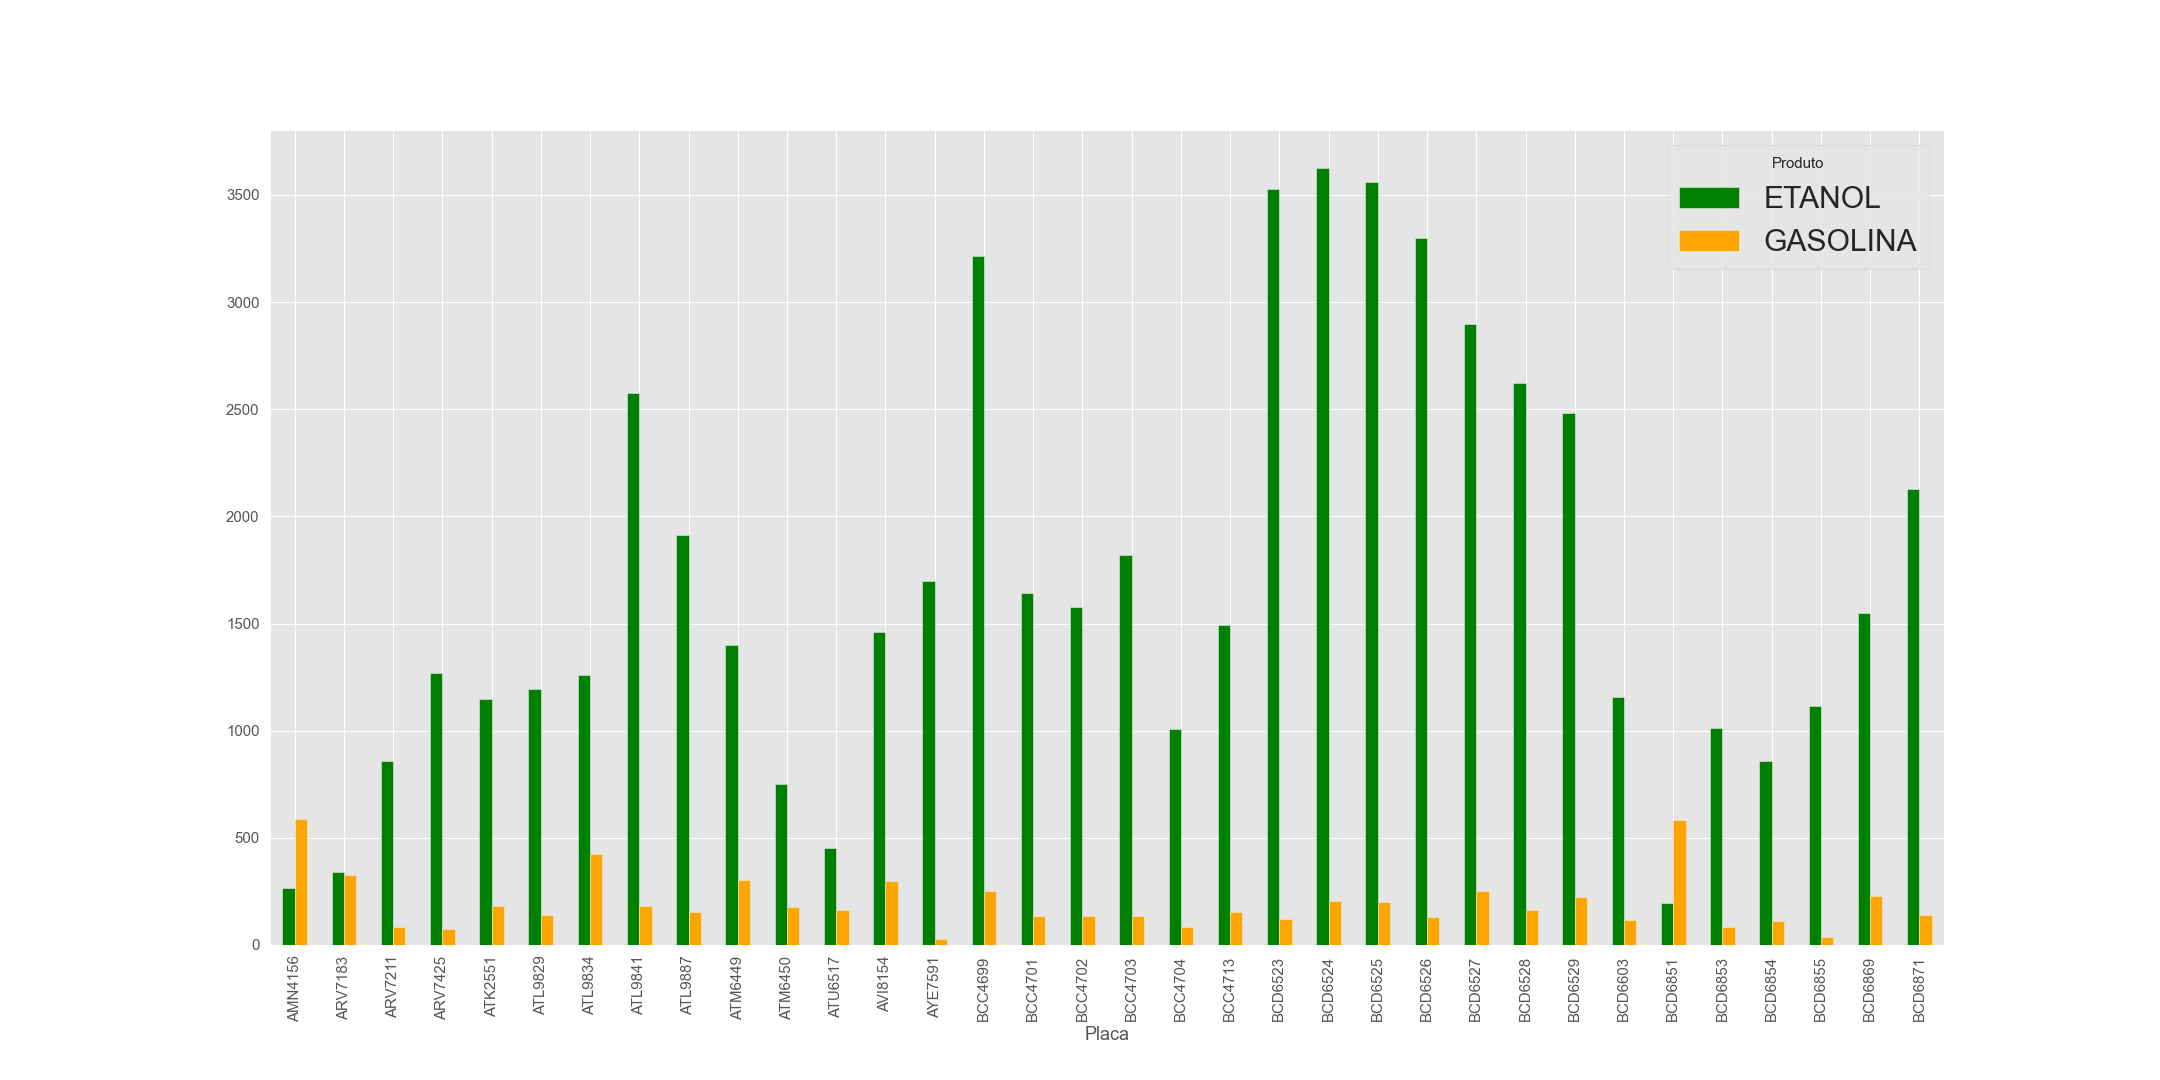 Produto
ETANOL
GASOLINA
3500
3000
2500
2000
1500
1000
500
0
AMN4156
ARV7183
ARV7211
ARV7425
ATK2551
ATL9829
ATL9834
ATL9841
ATL9887
ATM6449
ATM6450
ATU6517
AVI8154
AYE7591
BCC4699
BCC4701
BCC4702
BCC4703
BCC4704
BCC4713
BCD6523
BCD6524
BCD6525
BCD6526
BCD6527
BCD6528
BCD6529
BCD6603
BCD6851
BCD6853
BCD6854
BCD6855
BCD6869
BCD6871
Placa